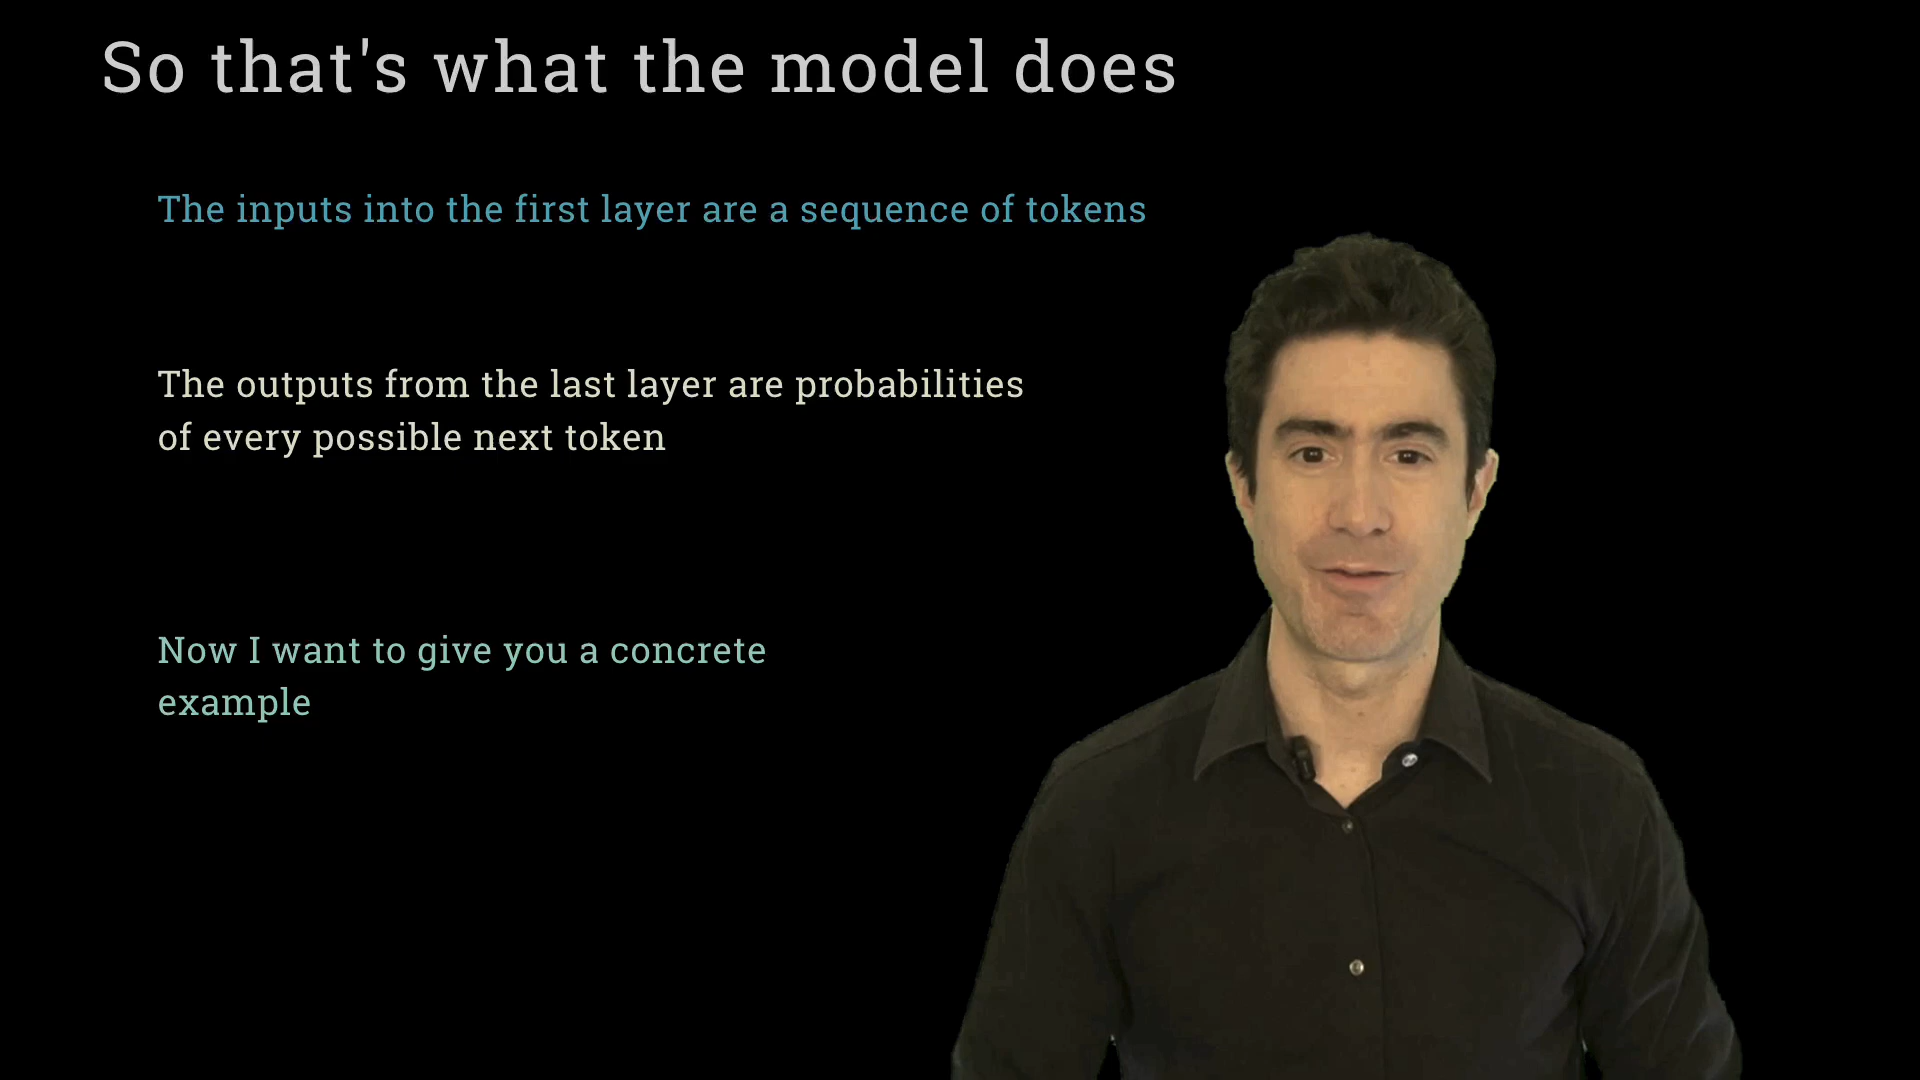 So that's what the model does
The inputs into the first layer are a sequence of tokens
The outputs from the last layer are probabilities
of every possible next token
Now I want to give you a concrete
example